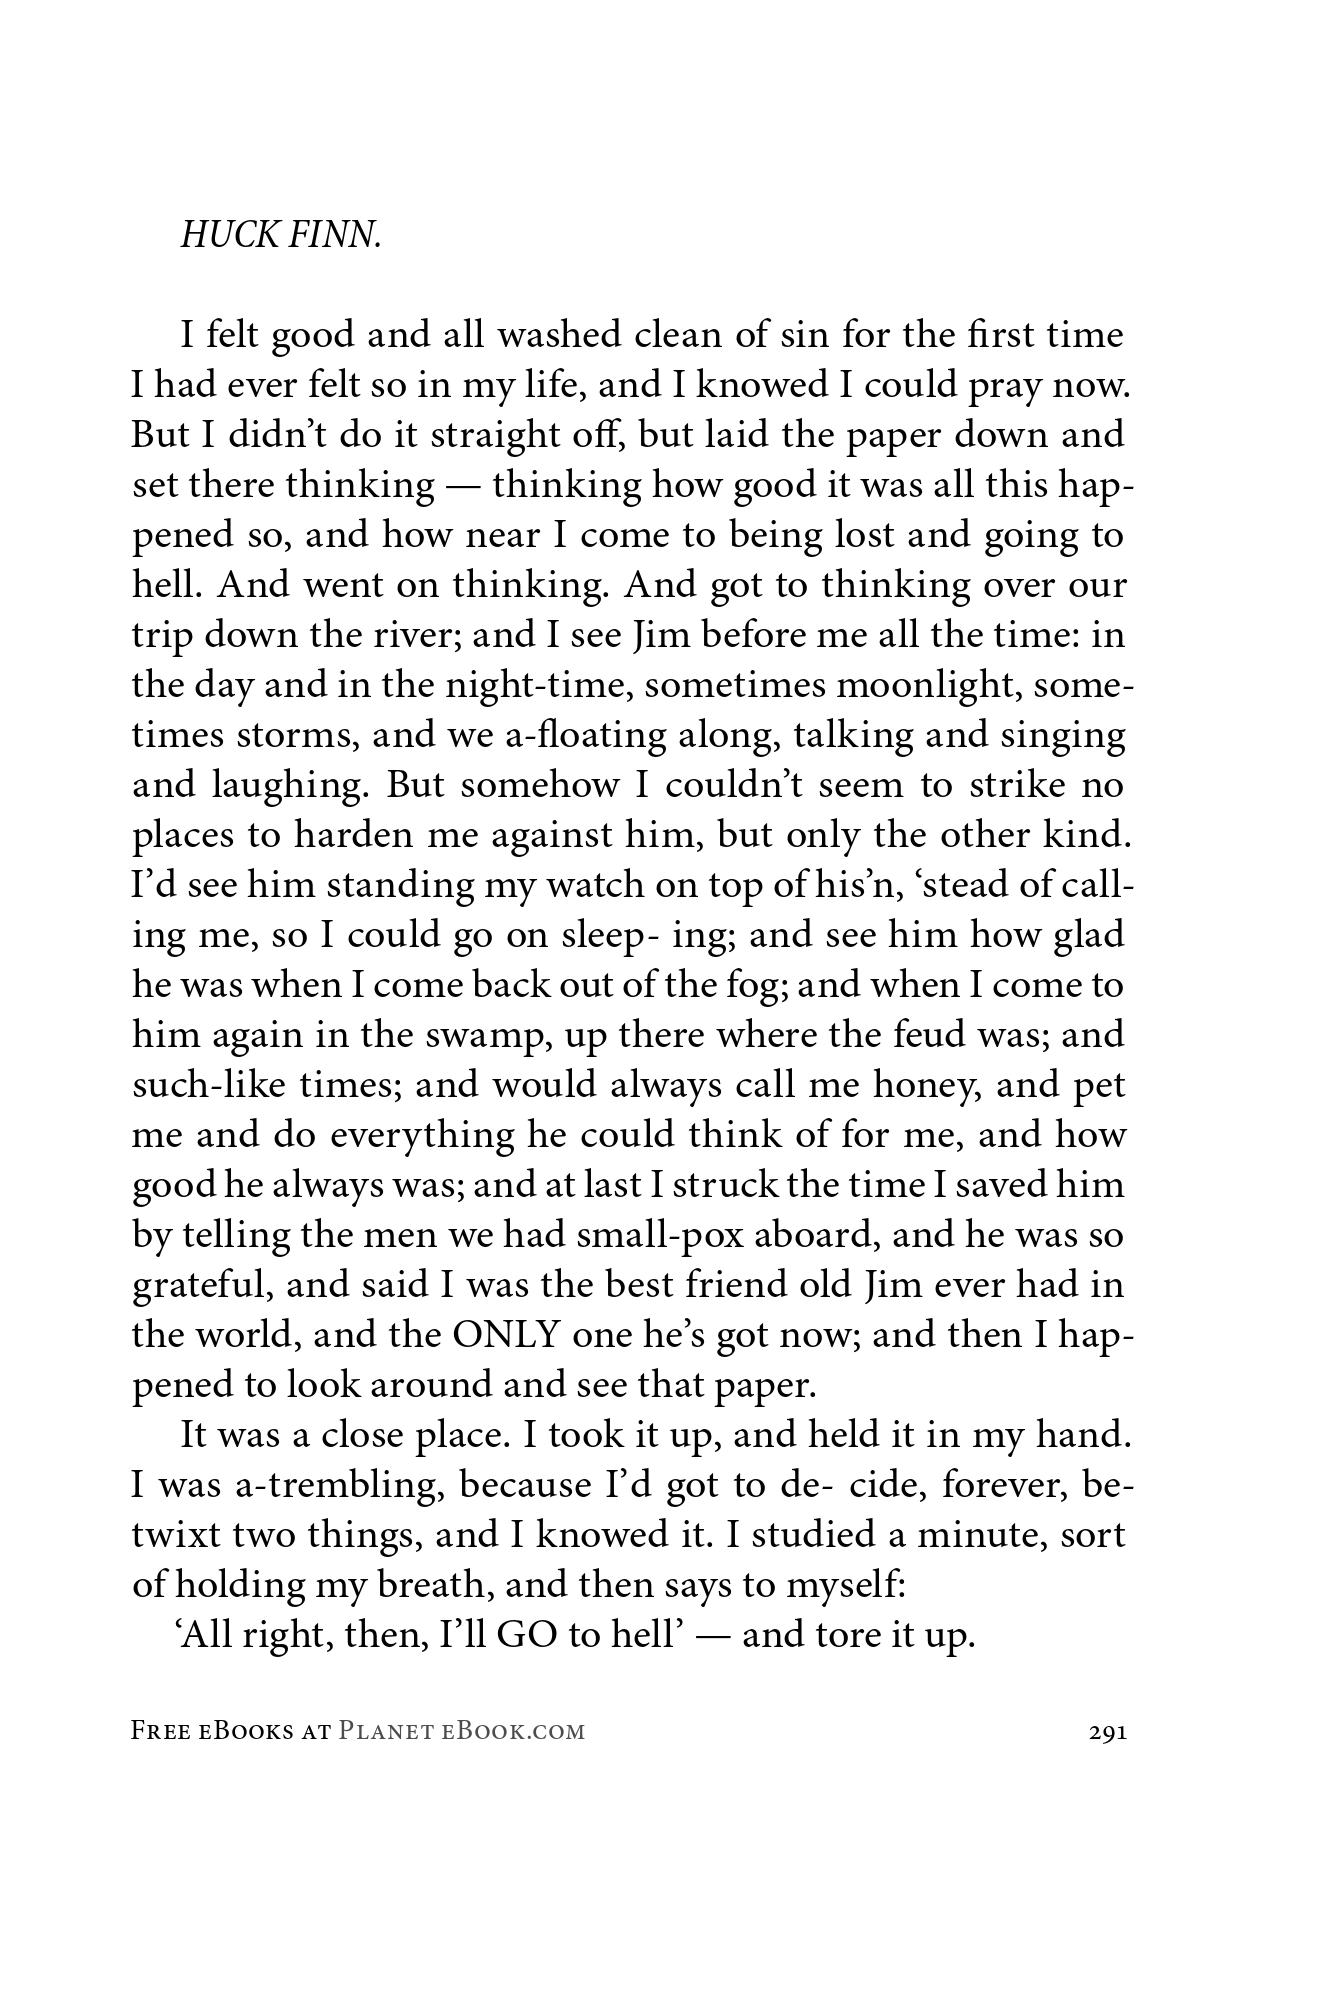 HUCK FINN.
I felt good and all washed clean of sin for the first time
I had ever felt so in my life, and I knowed I could pray now.
But I didn’t do it straight off, but laid the paper down and
set there thinking — thinking how good it was all this hap-
pened so, and how near I come to being lost and going to
hell. And went on thinking. And got to thinking over our
trip down the river; and I see Jim before me all the time: in
the day and in the night-time, sometimes moonlight, some-
times storms, and we a-floating along, talking and singing
and laughing. But somehow I couldn’t seem to strike no
places to harden me against him, but only the other kind.
I’d see him standing my watch on top of his’n, ‘stead of call-
ing me, so I could go on sleep- ing; and see him how glad
he was when I come back out of the fog; and when I come to
him again in the swamp, up there where the feud was; and
such-like times; and would always call me honey, and pet
me and do everything he could think of for me, and how
good he always was; and at last I struck the time I saved him
by telling the men we had small-pox aboard, and he was so
grateful, and said I was the best friend old Jim ever had in
the world, and the ONLY one he’s got now; and then I hap-
pened to look around and see that paper.
It was a close place. I took it up, and held it in my hand.
I was a-trembling, because I’d got to de- cide, forever, be-
twixt two things, and I knowed it. I studied a minute, sort
of holding my breath, and then says to myself:
‘All right, then, I’ll GO to hell’ — and tore it up.
Free eBooks at Planet eBook.com 291